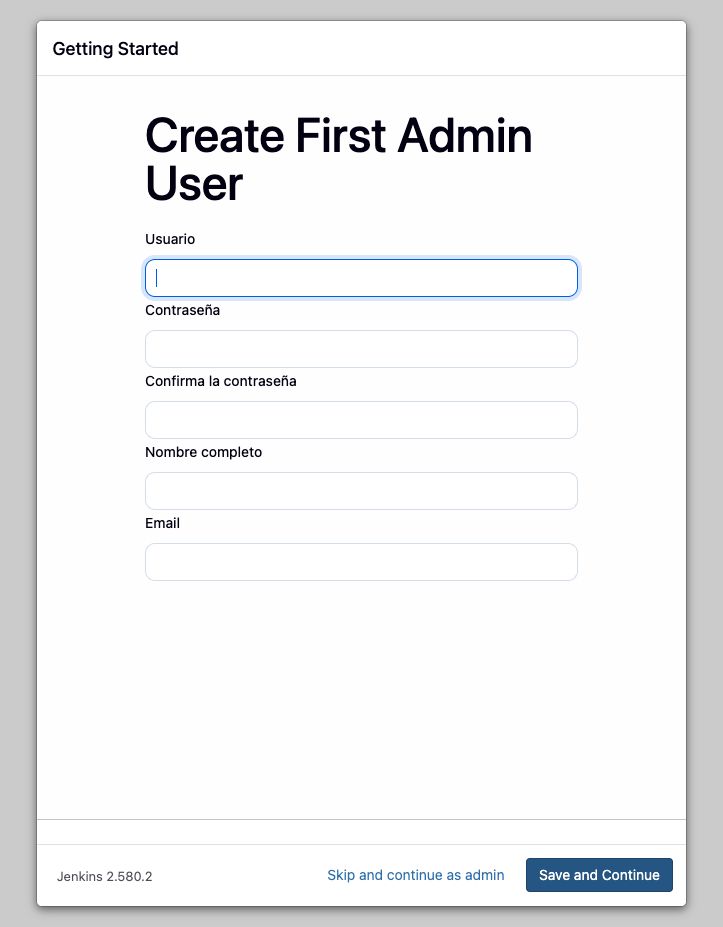 Getting Started
Create First Admin
User
Usuario
Contraseña
Confirma la contraseña
Nombre completo
Email
Jenkins 2.580.2
Skip and continue as admin
Save and Continue